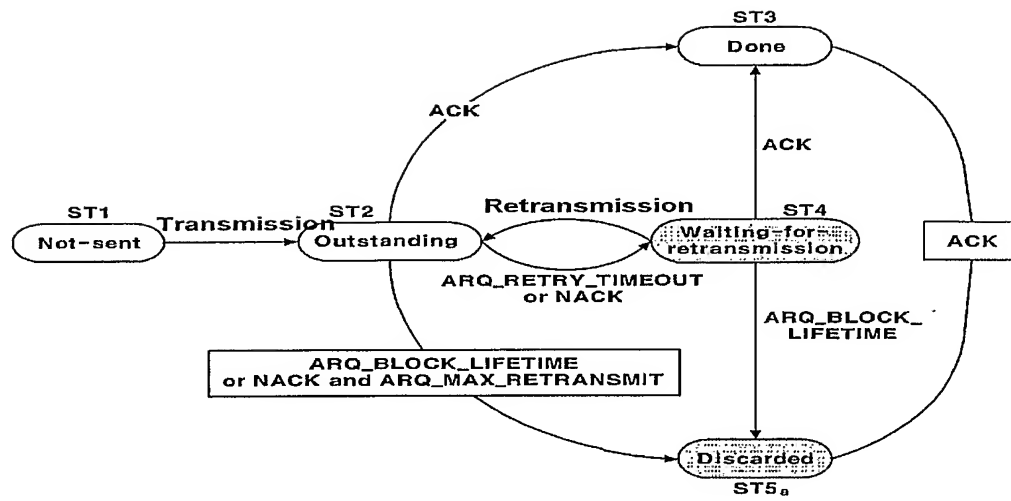 ST3
Done
ACK
ACK
ST1
Transmission
ST2
Retransmission
ST4
Not-sent
Outstanding
Waiting-for-
retransmission
ACK
ARQ_RETRY_TIMEOUT
or NACK
ARQ_BLOCK_
LIFETIME
ARQ_BLOCK_LIFETIME
or NACK and ARQ_MAX_RETRANSMIT
Discarded
ST5a